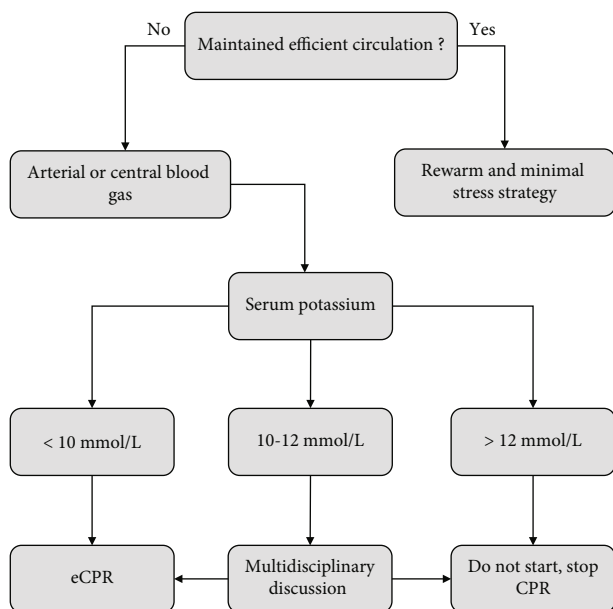 No
Maintained efficient circulation ?
Yes
Arterial or central blood
gas
Rewarm and minimal
stress strategy
Serum potassium
< 10 mmol/L
10-12 mmol/L
> 12 mmol/L
eCPR
Multidisciplinary
discussion
Do not start, stop
CPR